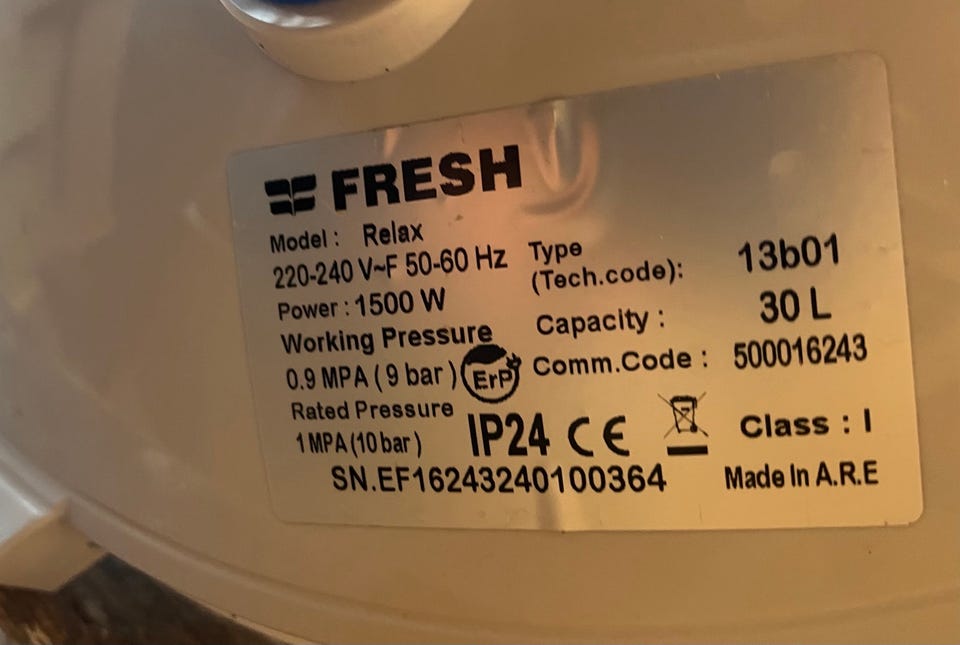 FRESH
Model : Relax
220-240 V~F 50-60 Hz
Power : 1500 W
Working Pressure
0.9 MPA ( 9 bar )
ErP
Rated Pressure
1 MPA (10 bar )
Type
(Tech.code): 13b01
Capacity : 30 L
Comm.Code : 500016243
IP24 CE
Class : I
SN.EF16243240100364
Made In A.R.E